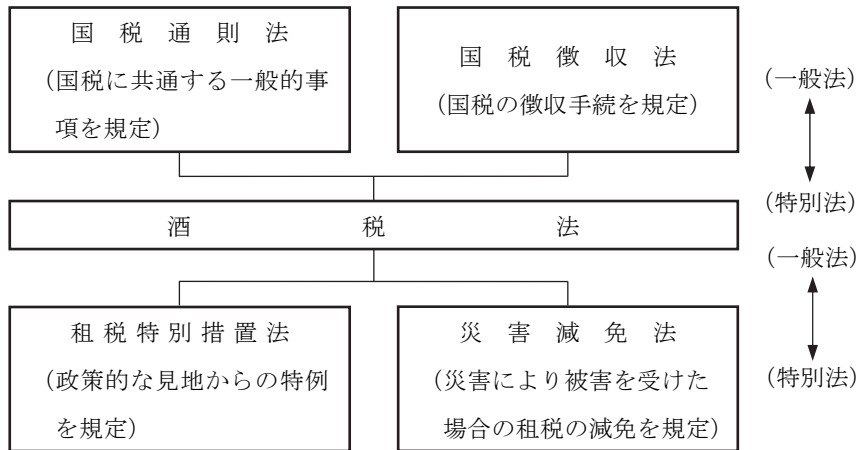 国税通則法
(国税に共通する一般的事
項を規定)
国税徴収法
(国税の徴収手続を規定)
(一般法)
(特別法)
酒税法
(一般法)
租税特別措置法
(政策的な見地からの特例
を規定)
災害減免法
(災害により被害を受けた
場合の租税の減免を規定)
(特別法)